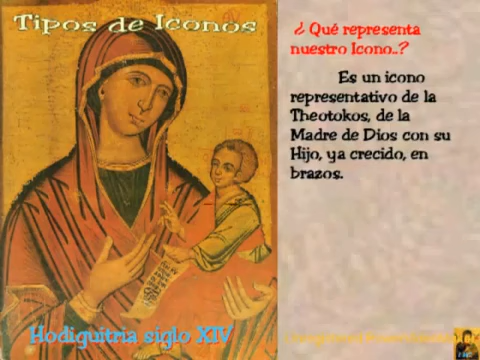 Tipos de Iconos
¿ Qué representa
nuestro Icono..?
Es un icono
representativo de la
Theotokos, de la
Madre de Dios con su
Hijo, ya crecido, en
brazos.
Hodiguitria siglo XIV